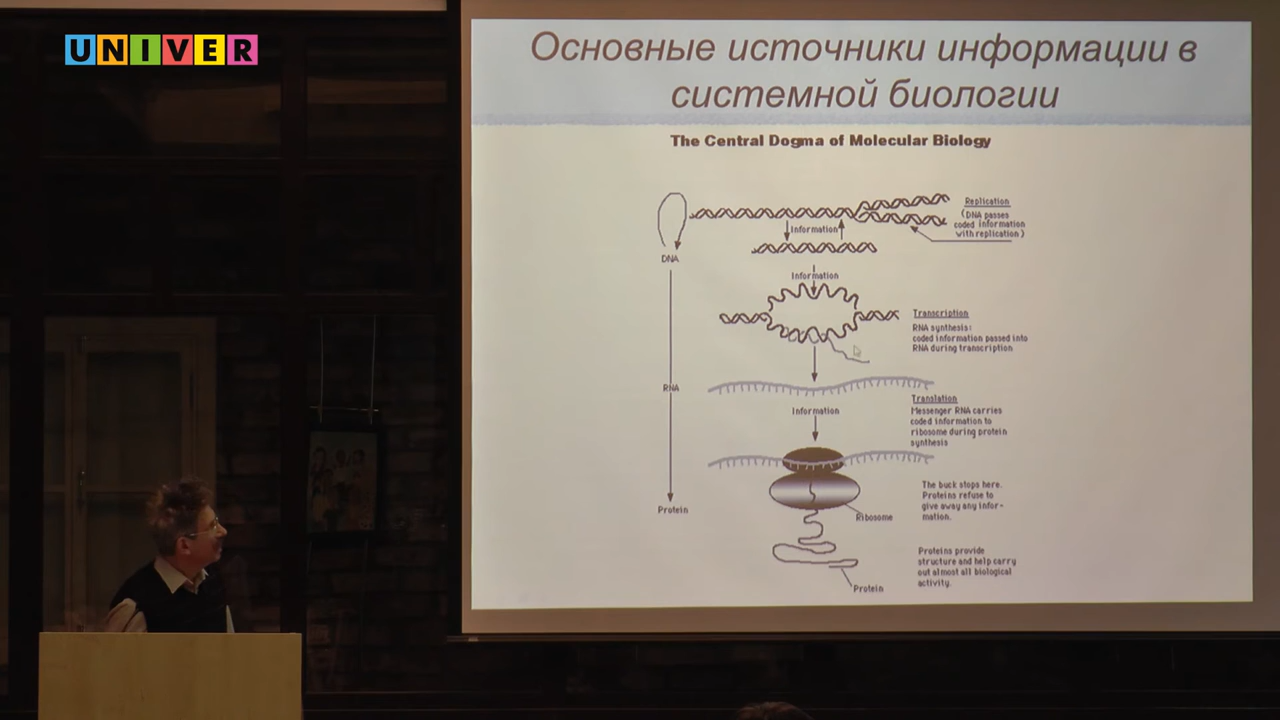 UNIVER
Основные источники информации в
системной биологии
The Central Dogma of Molecular Biology
Replication
(DNA passes
coded information
with replication)
Information
DNA
Information
Transcription
RNA synthesis:
coded information passed into
RNA during transcription
RNA
Translation
Information
Messenger RNA carries
coded information to
ribosome during protein
synthesis
The buck stops here.
Proteins refuse to
give away any infor-
mation.
Protein
Ribosome
Proteins provide
structure and help carry
out almost all biological
activity.
Protein